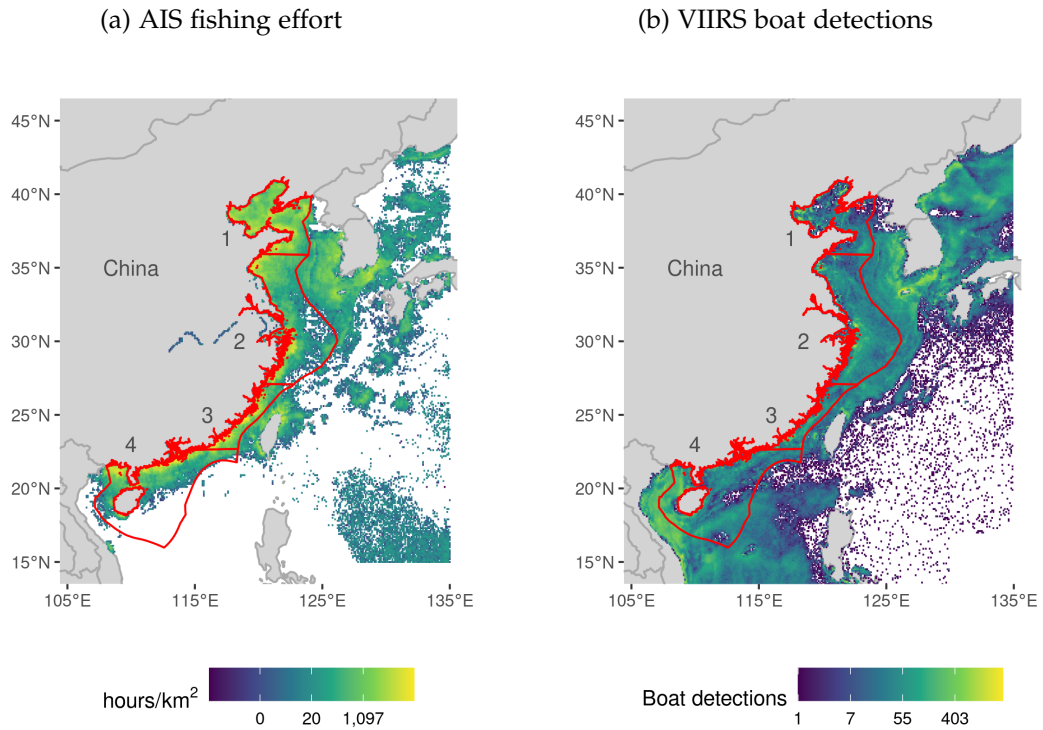 (a) AIS fishing effort
(b) VIIRS boat detections
45°N
40°N
35°N
30°N
25°N
20°N
15°N
China
1
2
3
4
105°E 115°E 125°E 135°E
hours/km²
0 20 1,097
45°N
40°N
35°N
30°N
25°N
20°N
15°N
China
1
2
3
4
105°E 115°E 125°E 135°E
Boat detections
1 7 55 403